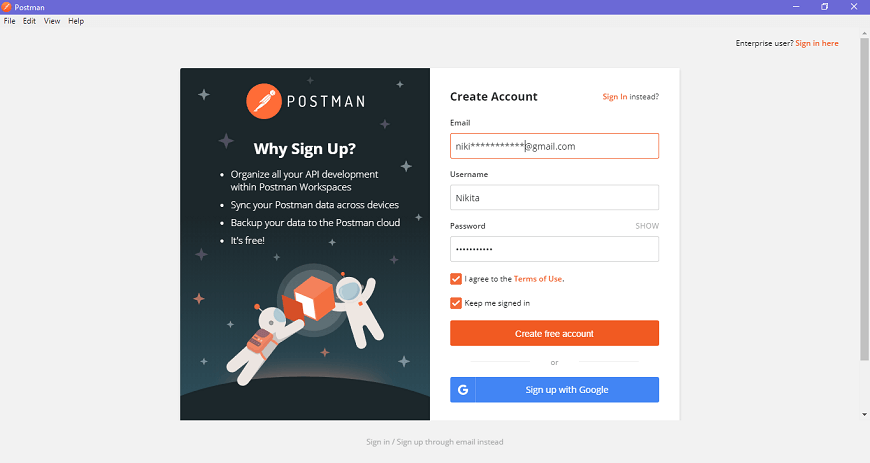 Postman
File Edit View Help
Enterprise user? Sign in here
POSTMAN
Why Sign Up?
• Organize all your API development
within Postman Workspaces
• Sync your Postman data across devices
• Backup your data to the Postman cloud
• It's free!
Create Account
Sign In instead?
Email
niki***********@gmail.com
Username
Nikita
Password
SHOW
•••••••••••
I agree to the Terms of Use.
Keep me signed in
Create free account
or
G Sign up with Google
Sign in / Sign up through email instead